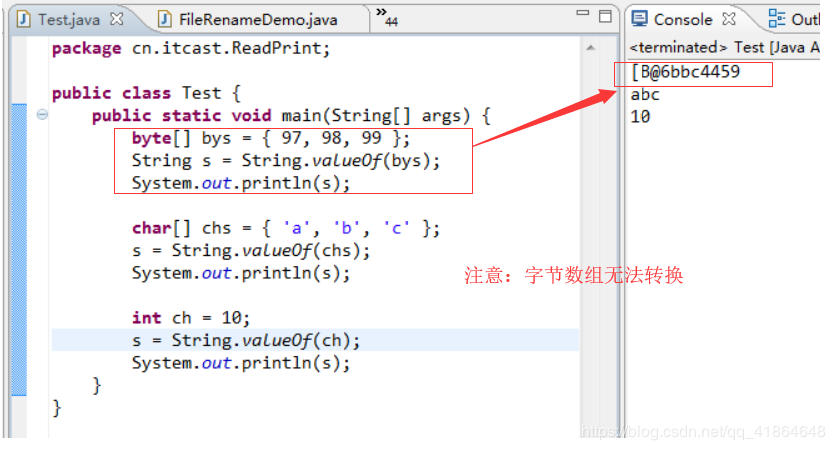 Test.java FileRenameDemo.java »44
package cn.itcast.ReadPrint;
public class Test {
public static void main(String[] args) {
byte[] bys = { 97, 98, 99 };
String s = String.valueOf(bys);
System.out.println(s);
char[] chs = { 'a', 'b', 'c' };
s = String.valueOf(chs);
System.out.println(s);
int ch = 10;
s = String.valueOf(ch);
System.out.println(s);
}
}
注意：字节数组无法转换
Console Outl
<terminated> Test [Java A
[B@6bbc4459
abc
10
https://blog.csdn.net/qq_41864648